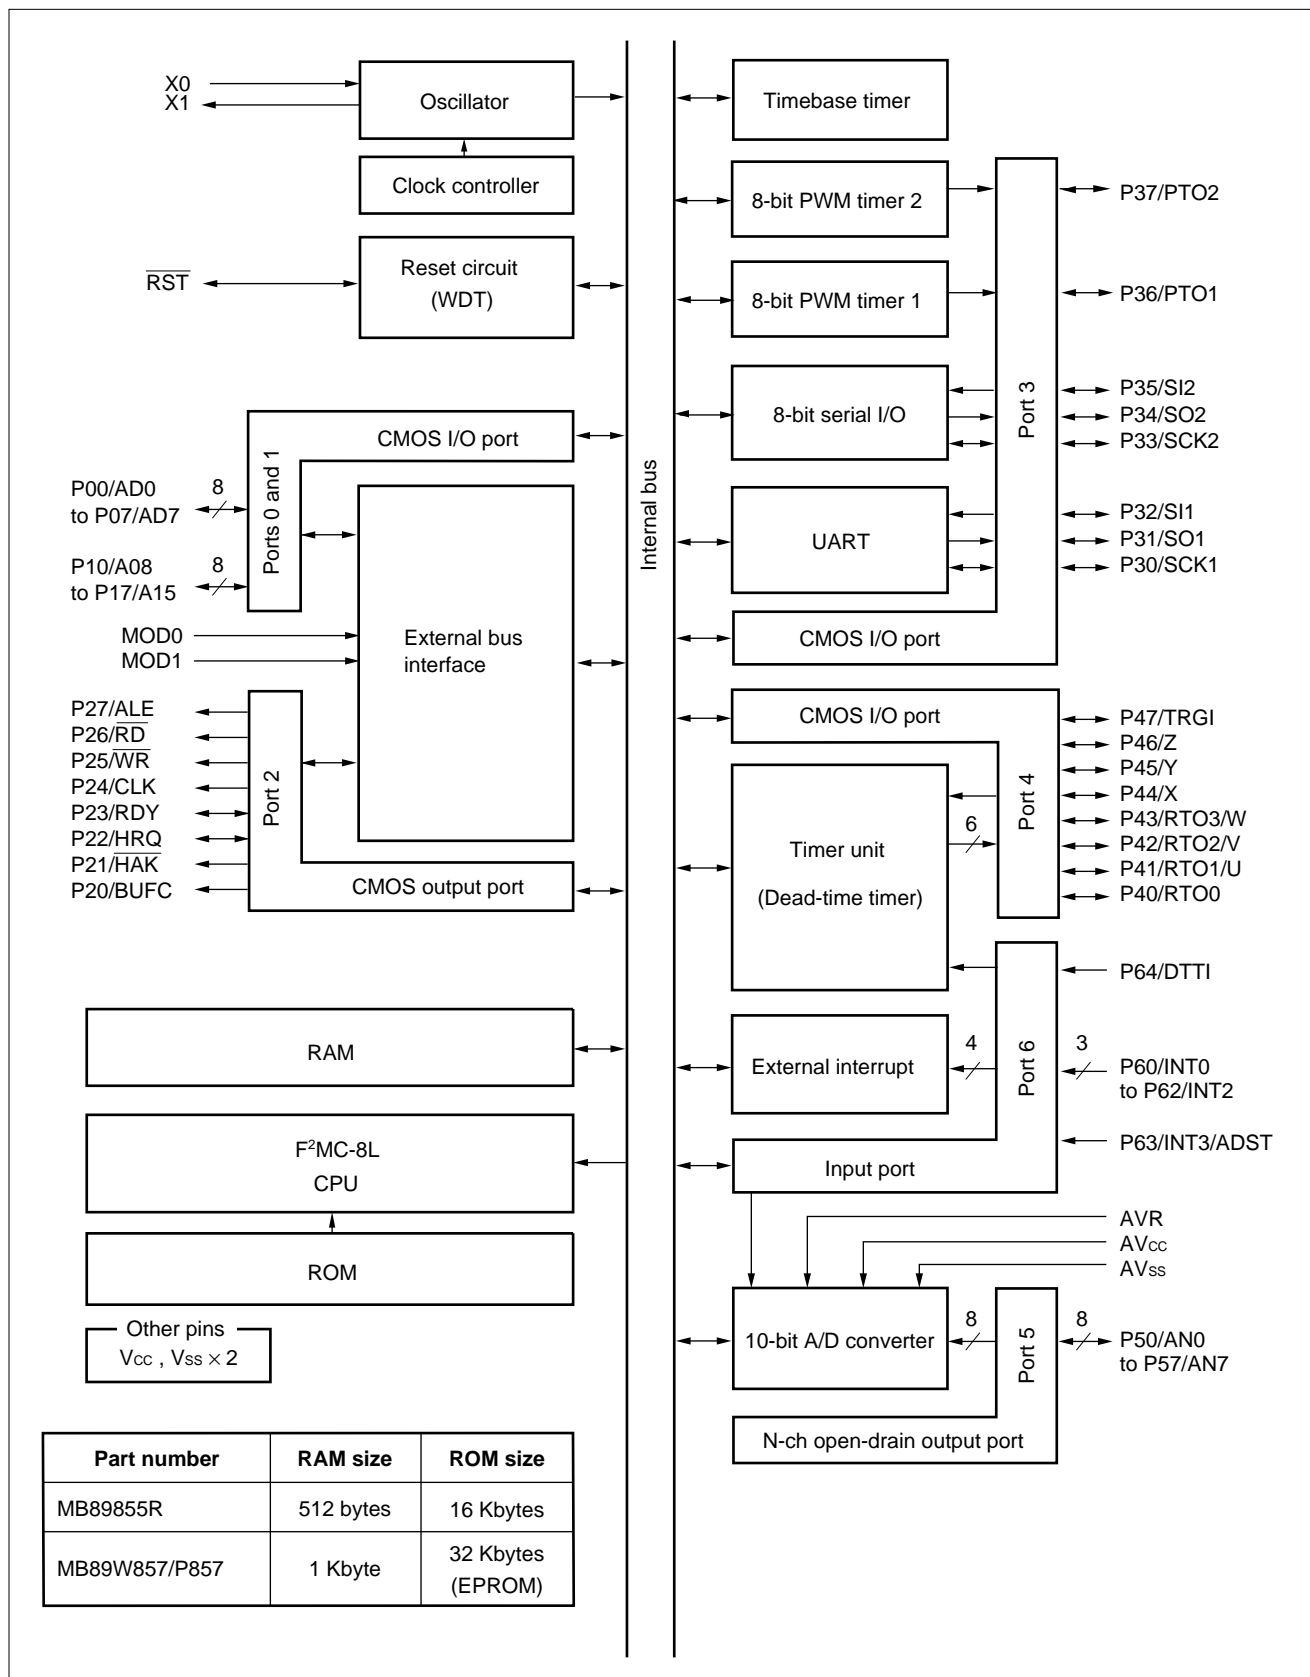 X0
X1
Oscillator
Clock controller
R̅S̅T̅
Reset circuit
(WDT)
CMOS I/O port
Ports 0 and 1
P00/AD0
to P07/AD7
8
P10/A08
to P17/A15
8
MOD0
MOD1
External bus
interface
P27/ALE
P26/R̅D̅
P25/W̅R̅
P24/CLK
P23/RDY
P22/HRQ
P21/H̅A̅K̅
P20/BUFC
Port 2
CMOS output port
RAM
F²MC-8L
CPU
ROM
Other pins
VCC , VSS × 2
Internal bus
Timebase timer
8-bit PWM timer 2
8-bit PWM timer 1
8-bit serial I/O
UART
CMOS I/O port
Port 3
P37/PTO2
P36/PTO1
P35/SI2
P34/SO2
P33/SCK2
P32/SI1
P31/SO1
P30/SCK1
CMOS I/O port
Port 4
Timer unit
(Dead-time timer)
6
P47/TRGI
P46/Z
P45/Y
P44/X
P43/RTO3/W
P42/RTO2/V
P41/RTO1/U
P40/RTO0
P64/DTTI
External interrupt
4
Port 6
3
P60/INT0
to P62/INT2
P63/INT3/ADST
Input port
AVR
AVCC
AVSS
10-bit A/D converter
8
Port 5
8
P50/AN0
to P57/AN7
N-ch open-drain output port
Part number RAM size ROM size
MB89855R 512 bytes 16 Kbytes
MB89W857/P857 1 Kbyte 32 Kbytes
(EPROM)